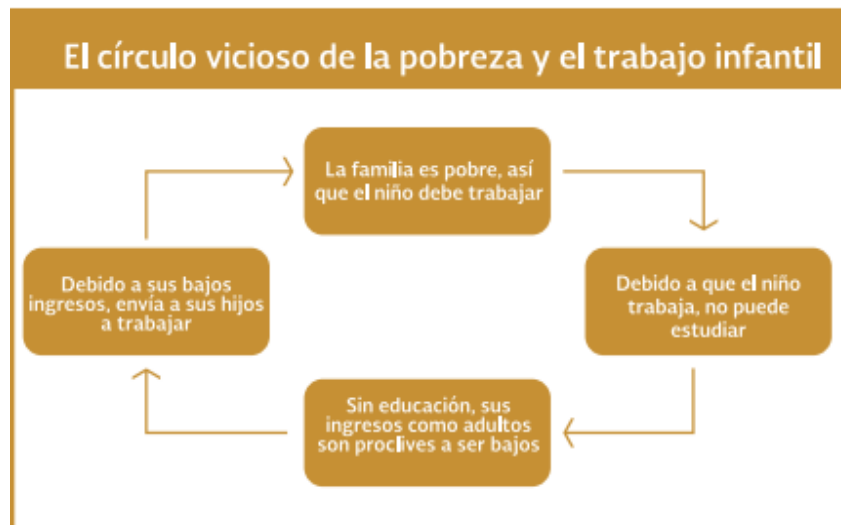 El círculo vicioso de la pobreza y el trabajo infantil
La familia es pobre, así
que el niño debe trabajar
Debido a que el niño
trabaja, no puede
estudiar
Sin educación, sus
ingresos como adultos
son proclives a ser bajos
Debido a sus bajos
ingresos, envía a sus hijos
a trabajar